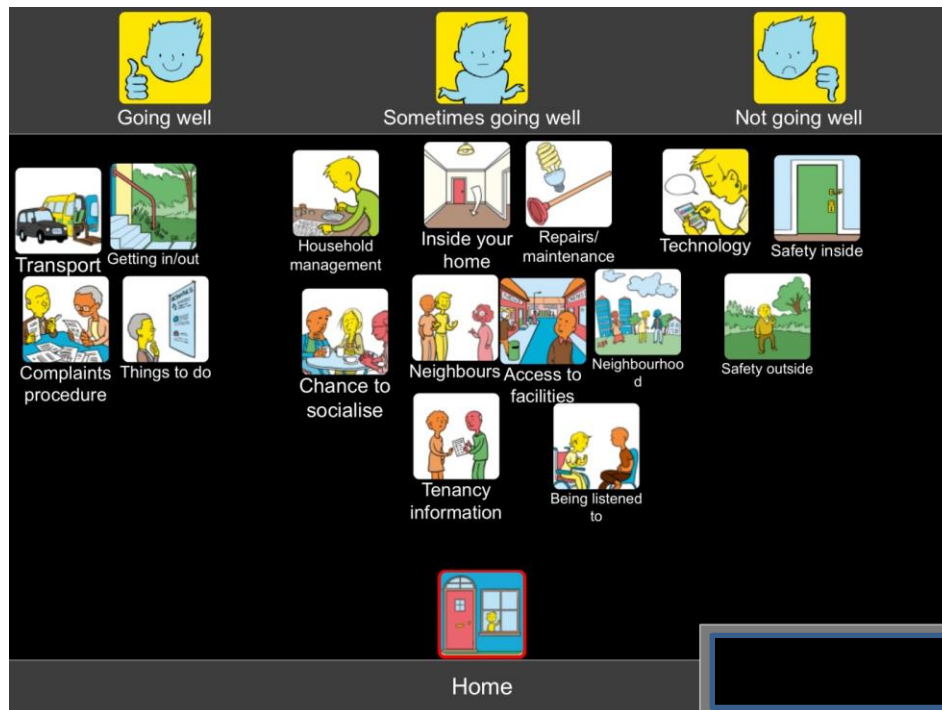 Going well
Sometimes going well
Not going well
Transport
Getting in/out
Household
management
Inside your
home
Repairs/
maintenance
Technology
Safety inside
Complaints
procedure
Things to do
Chance to
socialise
Neighbours
Access to
facilities
Neighbourhoo
d
Safety outside
Tenancy
information
Being listened
to
Home